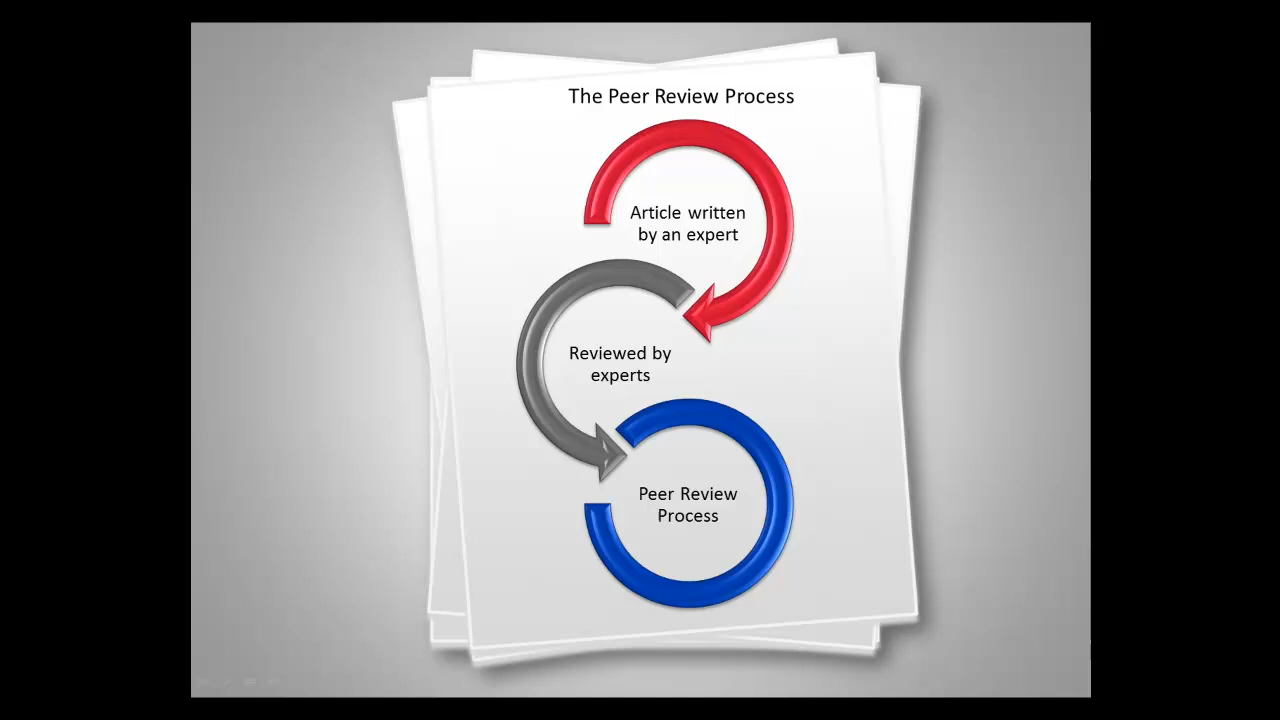 The Peer Review Process
Article written
by an expert
Reviewed by
experts
Peer Review
Process